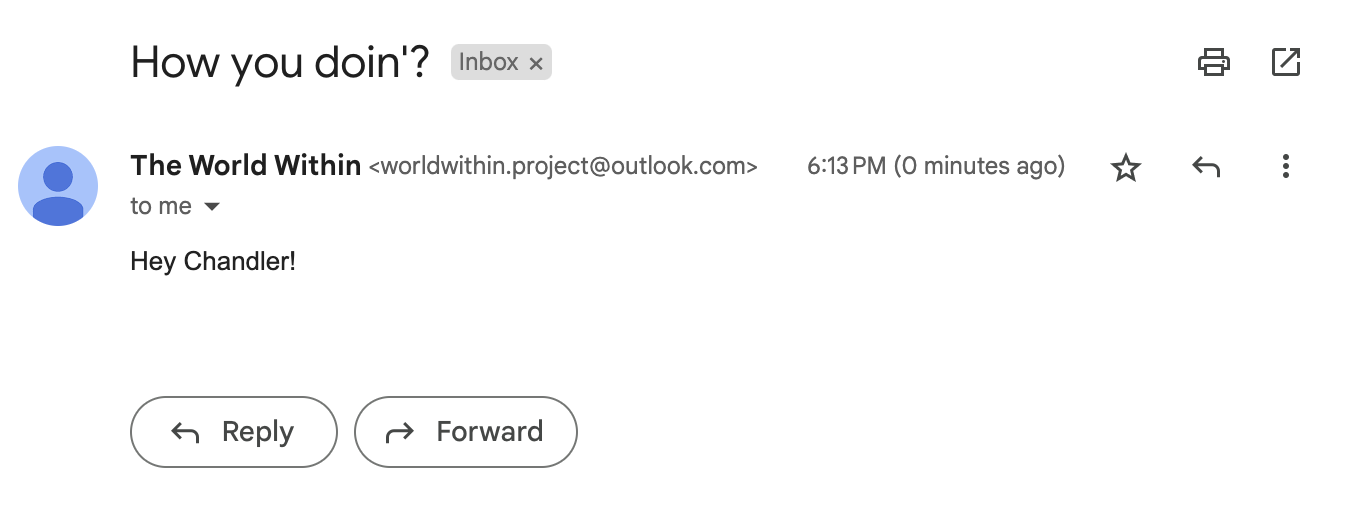 How you doin'? Inbox ×
The World Within <worldwithin.project@outlook.com> 6:13 PM (0 minutes ago)
to me
Hey Chandler!
Reply Forward